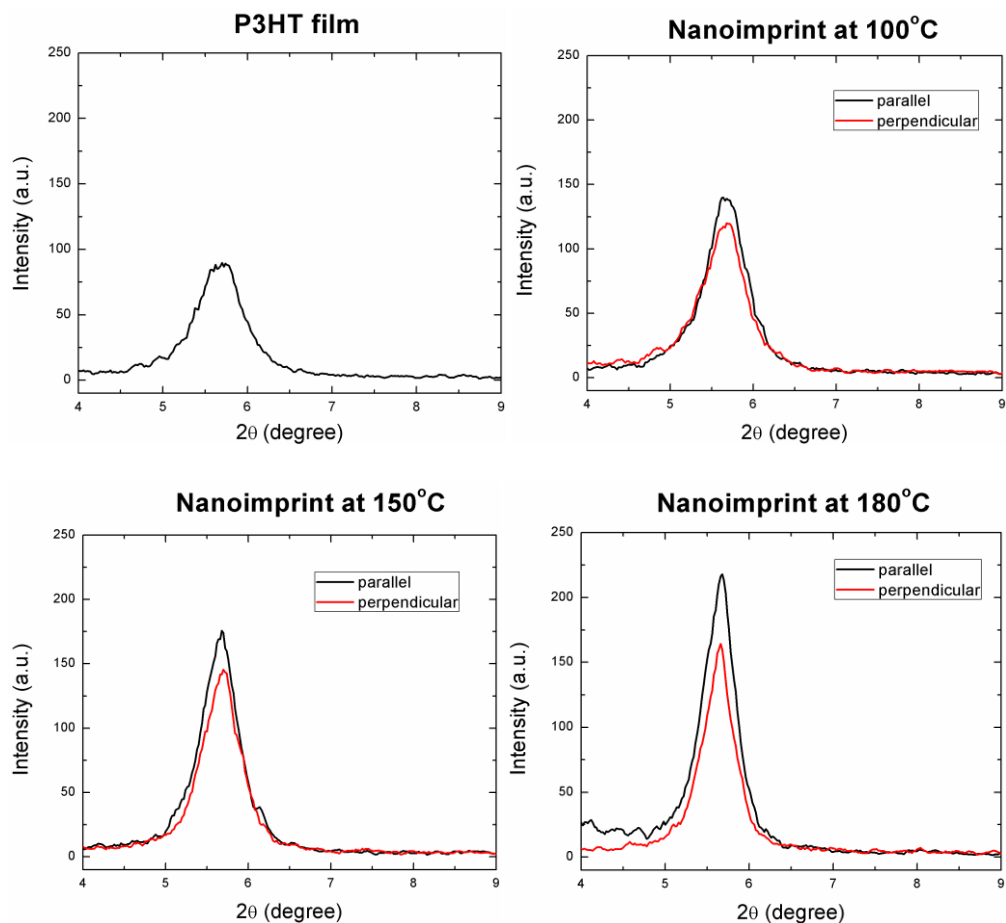 P3HT film
250
200
150
100
50
0
Intensity (a.u.)
4 5 6 7 8 9
2θ (degree)
Nanoimprint at 100°C
parallel
perpendicular
250
200
150
100
50
0
Intensity (a.u.)
4 5 6 7 8 9
2θ (degree)
Nanoimprint at 150°C
parallel
perpendicular
250
200
150
100
50
0
Intensity (a.u.)
4 5 6 7 8 9
2θ (degree)
Nanoimprint at 180°C
parallel
perpendicular
250
200
150
100
50
0
Intensity (a.u.)
4 5 6 7 8 9
2θ (degree)